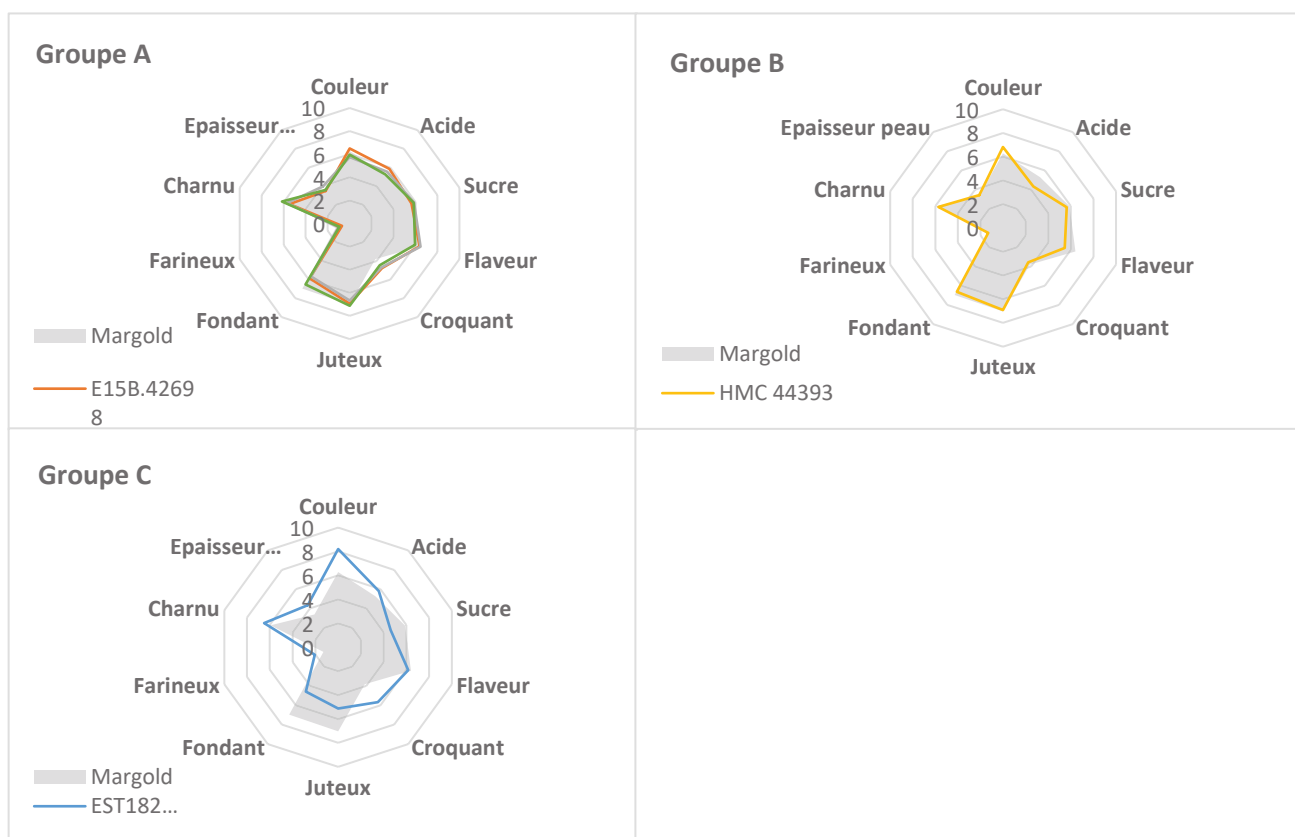 Groupe A
Couleur
Acide
Sucre
Flaveur
Croquant
Juteux
Fondant
Farineux
Charnu
Epaisseur...
10
8
6
4
2
0
Margold
E15B.4269
8
Groupe B
Couleur
Acide
Sucre
Flaveur
Croquant
Juteux
Fondant
Farineux
Charnu
Epaisseur peau
10
8
6
4
2
0
Margold
HMC 44393
Groupe C
Couleur
Acide
Sucre
Flaveur
Croquant
Juteux
Fondant
Farineux
Charnu
Epaisseur...
10
8
6
4
2
0
Margold
EST182...